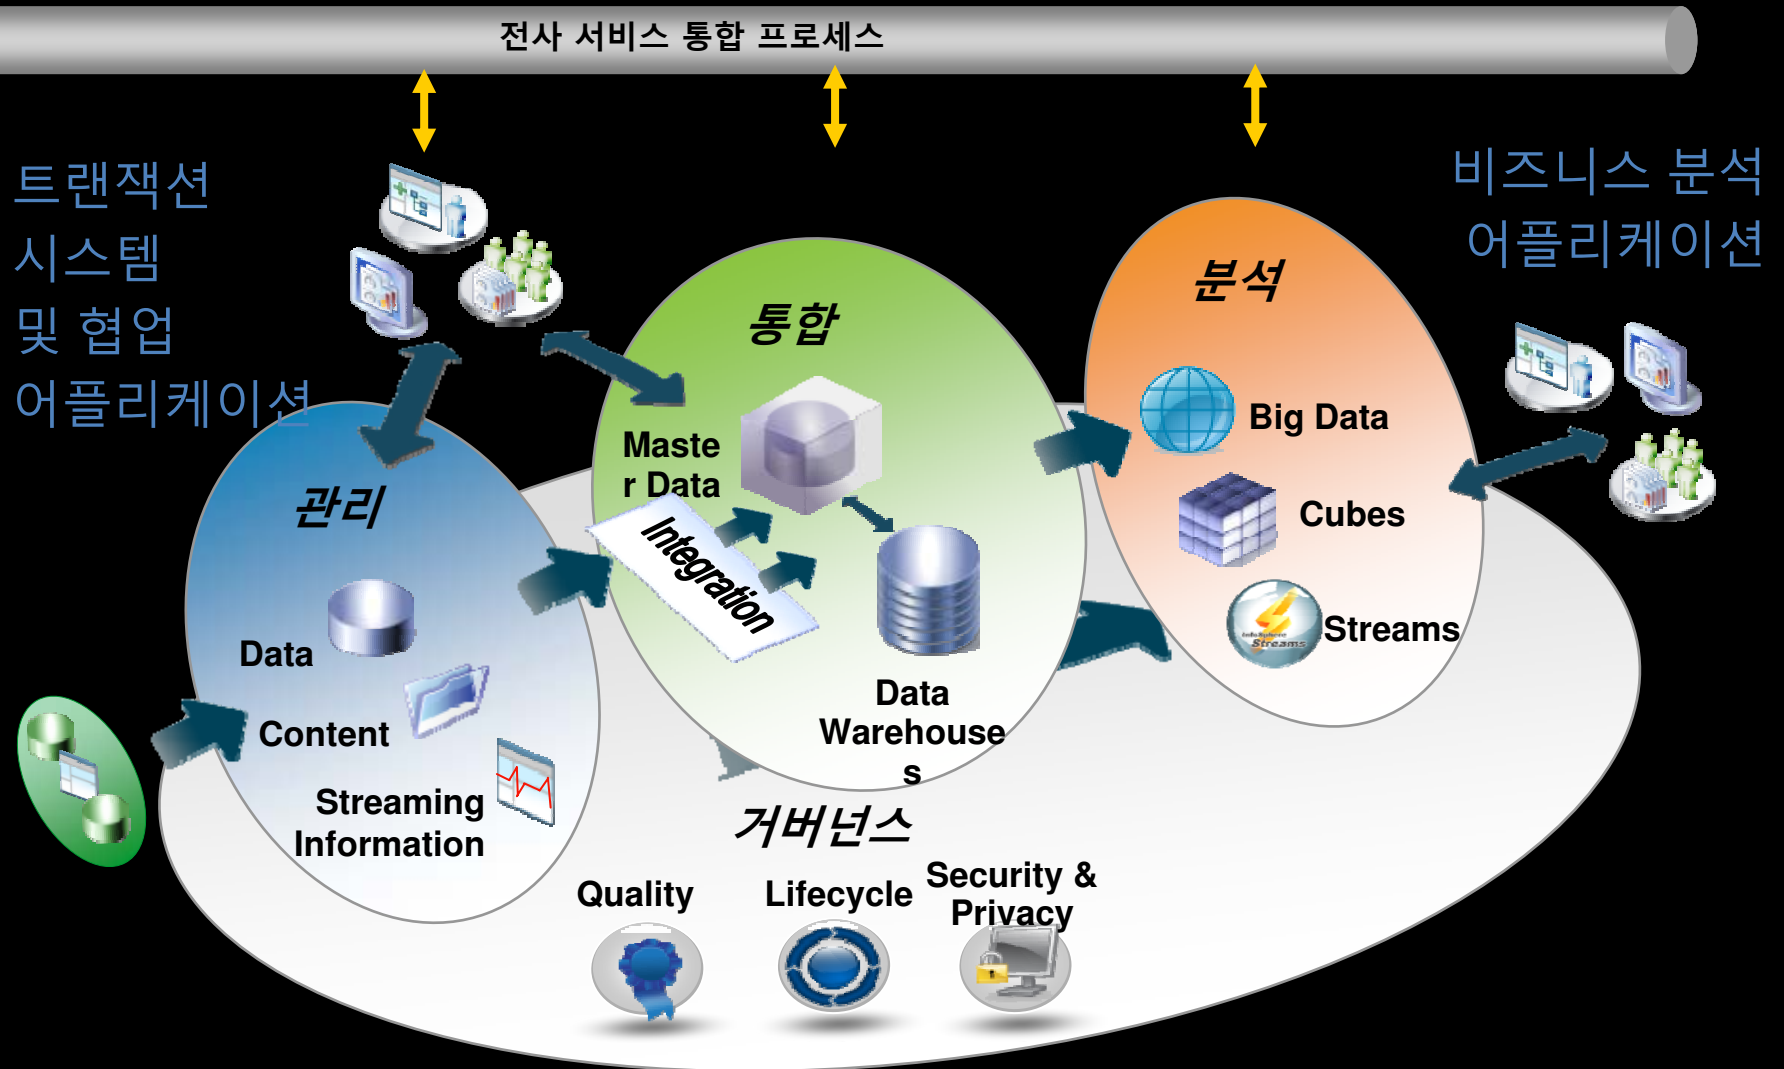 전사 서비스 통합 프로세스
트랜잭션
시스템
및 협업
어플리케이션
비즈니스 분석
어플리케이션
관리
Data
Content
Streaming
Information
통합
Maste
r Data
Integration
Data
Warehouse
s
분석
Big Data
Cubes
InfoSphere
Streams
Streams
거버넌스
Quality
Lifecycle
Security &
Privacy